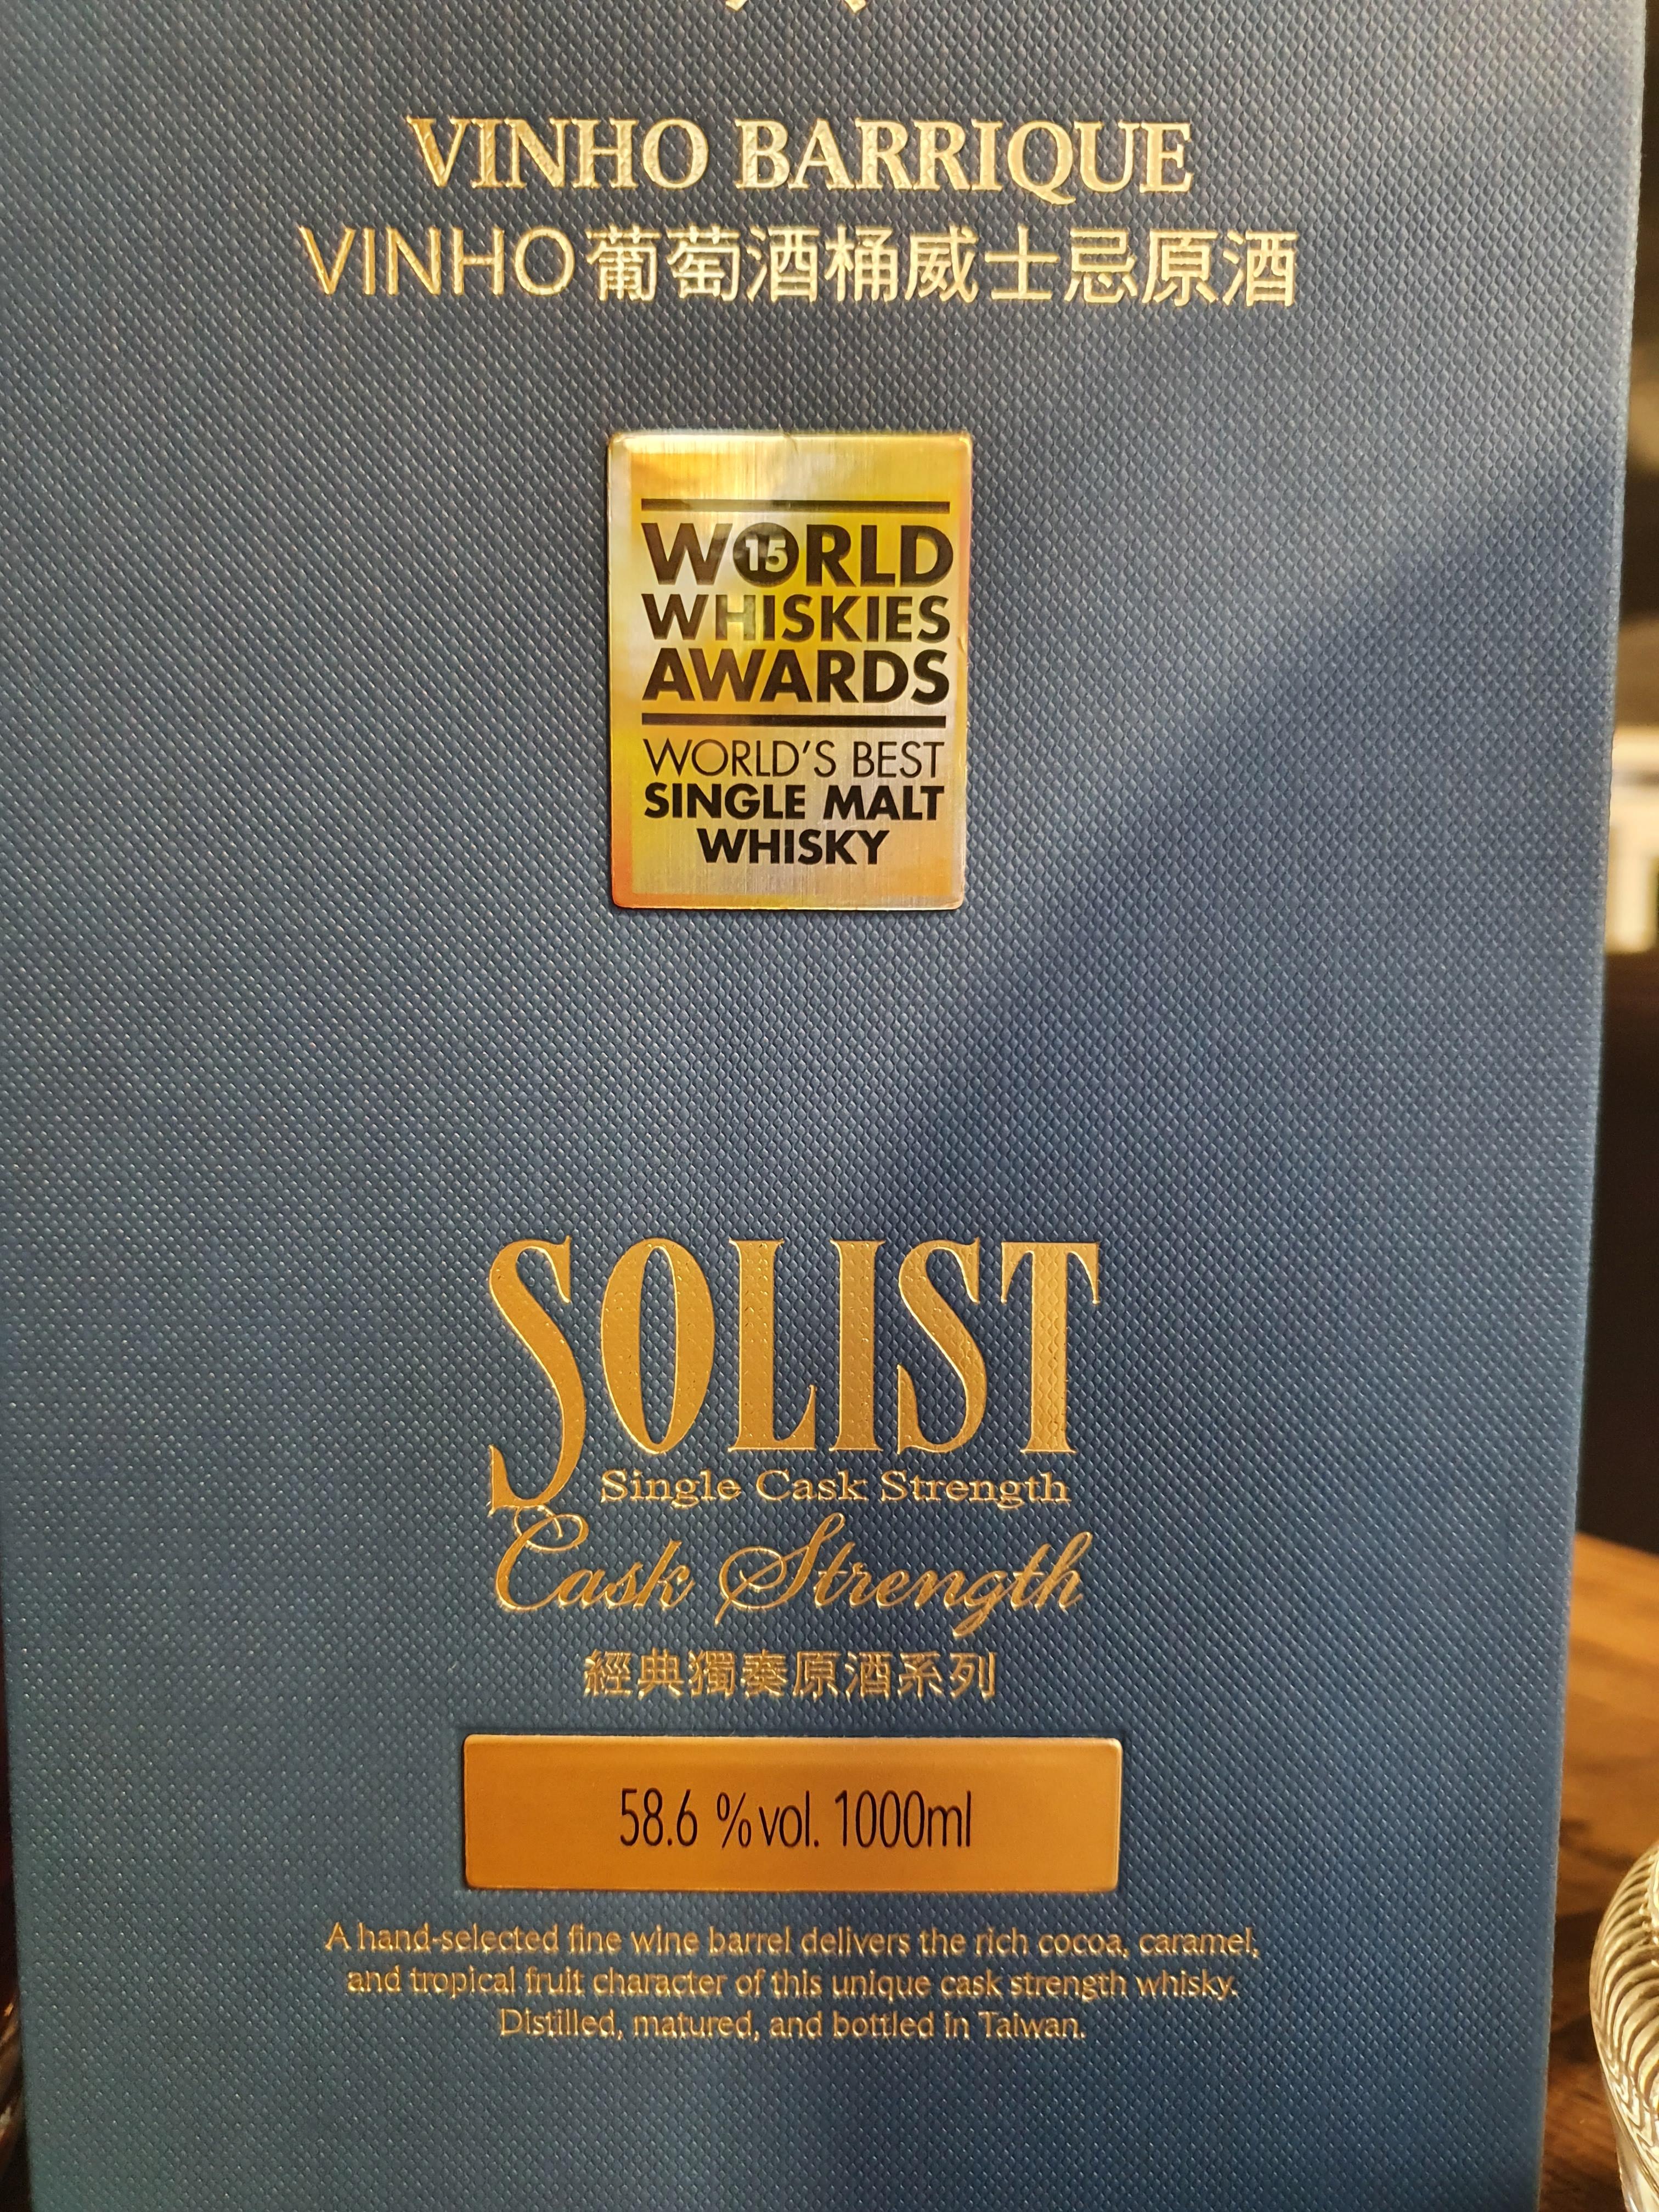 VINHO BARRIQUE
VINHO葡萄酒桶威士忌原酒
WORLD
15
WHISKIES
AWARDS
WORLD'S BEST
SINGLE MALT
WHISKY
SOLIST
Single Cask Strength
Cask Strength
經典獨奏原酒系列
58.6 %vol. 1000ml
A hand-selected fine wine barrel delivers the rich cocoa, caramel,
and tropical fruit character of this unique cask strength whisky.
Distilled, matured, and bottled in Taiwan.